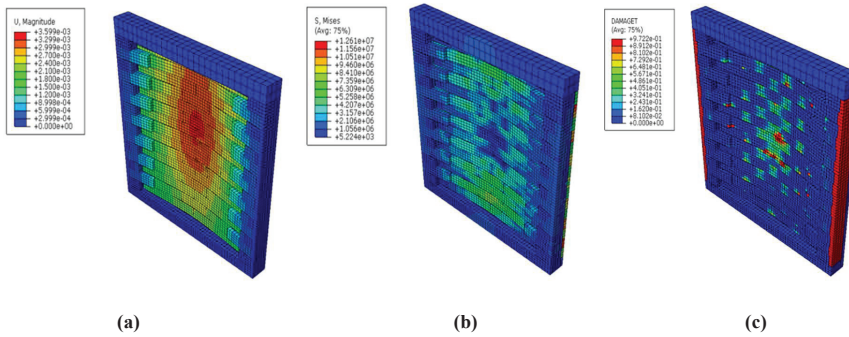 U, Magnitude
+3.599e-03
+3.299e-03
+2.999e-03
+2.700e-03
+2.400e-03
+2.100e-03
+1.800e-03
+1.500e-03
+1.200e-03
+8.998e-04
+5.999e-04
+2.999e-04
+0.000e+00
S, Mises
(Avg: 75%)
+1.261e+07
+1.156e+07
+1.051e+07
+9.460e+06
+8.410e+06
+7.359e+06
+6.309e+06
+5.258e+06
+4.207e+06
+3.157e+06
+2.106e+06
+1.056e+06
+5.224e+03
DAMAGET
(Avg: 75%)
+9.722e-01
+8.912e-01
+8.102e-01
+7.292e-01
+6.481e-01
+5.671e-01
+4.861e-01
+4.051e-01
+3.241e-01
+2.431e-01
+1.620e-01
+8.102e-02
+0.000e+00
(a)
(b)
(c)